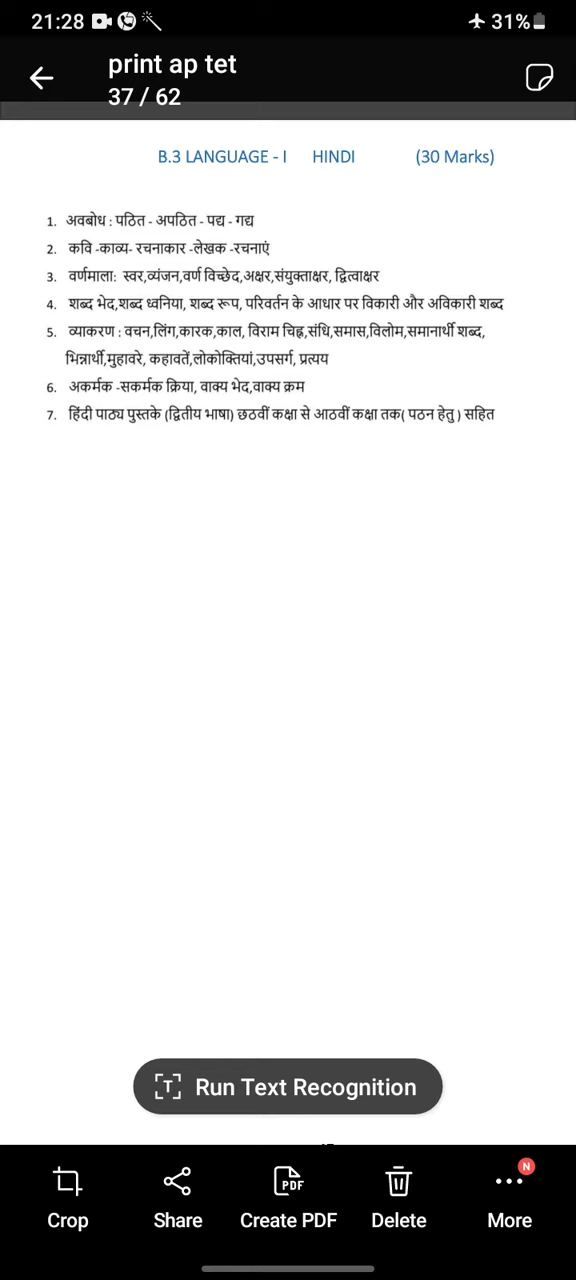 21:28 31%
print ap tet
37 / 62
B.3 LANGUAGE - I HINDI (30 Marks)
1. अवबोध : पठित - अपठित - पद्य - गद्य
2. कवि -काव्य- रचनाकार -लेखक -रचनाएं
3. वर्णमाला: स्वर,व्यंजन,वर्ण विच्छेद,अक्षर,संयुक्ताक्षर, द्वित्वाक्षर
4. शब्द भेद,शब्द ध्वनिया, शब्द रूप, परिवर्तन के आधार पर विकारी और अविकारी शब्द
5. व्याकरण : वचन,लिंग,कारक,काल, विराम चिह्न,संधि,समास,विलोम,समानार्थी शब्द,
भिन्नार्थी,मुहावरे, कहावतें,लोकोक्तियां,उपसर्ग, प्रत्यय
6. अकर्मक -सकर्मक क्रिया, वाक्य भेद,वाक्य क्रम
7. हिंदी पाठ्य पुस्तके (द्वितीय भाषा) छठवीं कक्षा से आठवीं कक्षा तक( पठन हेतु ) सहित
T Run Text Recognition
PDF N
Crop Share Create PDF Delete More